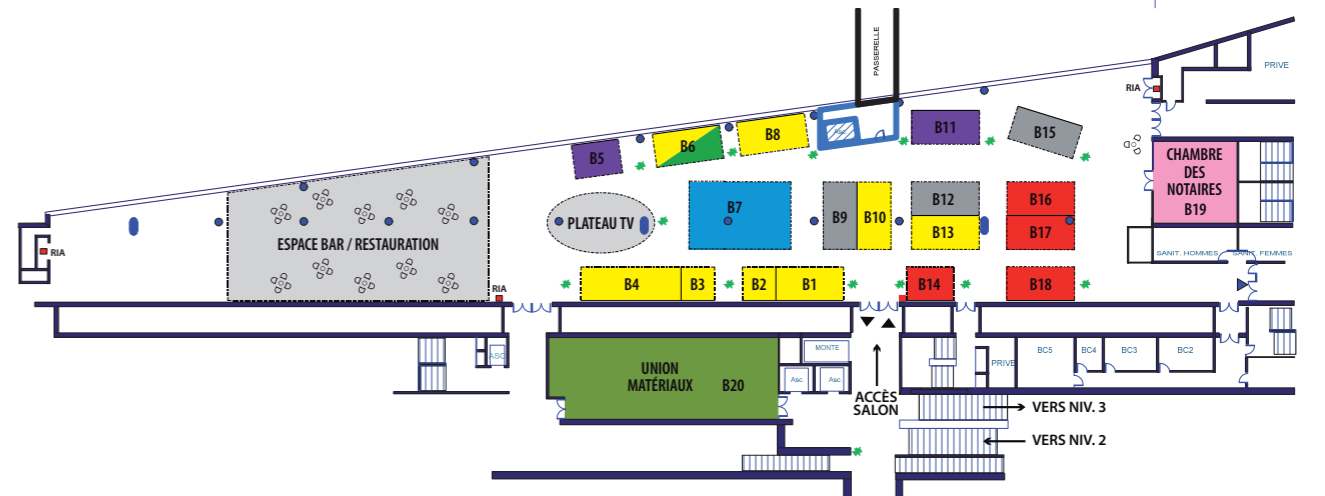 PASSERELLE
PRIVE
RIA
B11
B15
B8
Asc.
B6
B5
CHAMBRE
DES
NOTAIRES
B19
B7
B9
B10
B12
B13
B16
B17
PLATEAU TV
ESPACE BAR / RESTAURATION
RIA
SANIT. HOMMES
SANIT. FEMMES
B4
B3
B2
B1
B14
B18
RIA
ASC
MONTE
Asc.
Asc.
UNION
MATÉRIAUX B20
ACCÈS
SALON
PRIVE
BC5
BC4
BC3
BC2
VERS NIV. 3
VERS NIV. 2